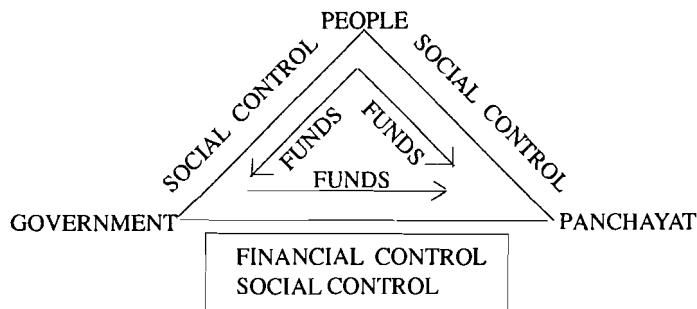 PEOPLE
SOCIAL CONTROL
SOCIAL CONTROL
FUNDS
FUNDS
FUNDS
GOVERNMENT
PANCHAYAT
FINANCIAL CONTROL
SOCIAL CONTROL